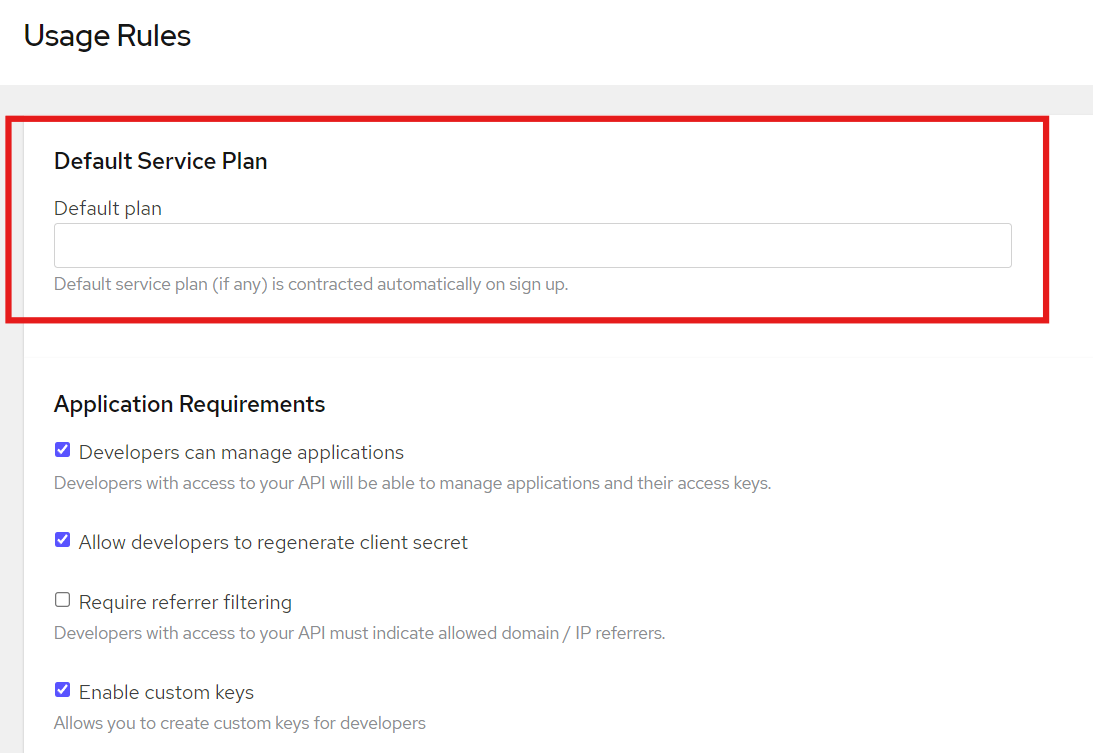 Usage Rules
Default Service Plan
Default plan
Default service plan (if any) is contracted automatically on sign up.
Application Requirements
Developers can manage applications
Developers with access to your API will be able to manage applications and their access keys.
Allow developers to regenerate client secret
Require referrer filtering
Developers with access to your API must indicate allowed domain / IP referrers.
Enable custom keys
Allows you to create custom keys for developers